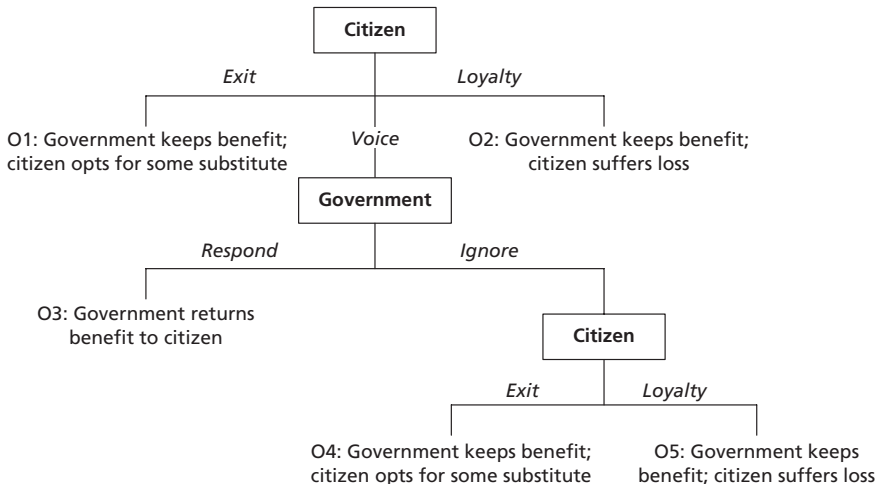 Citizen
Exit
Loyalty
O1: Government keeps benefit;
citizen opts for some substitute
Voice
O2: Government keeps benefit;
citizen suffers loss
Government
Respond
Ignore
O3: Government returns
benefit to citizen
Citizen
Exit
Loyalty
O4: Government keeps benefit;
citizen opts for some substitute
O5: Government keeps
benefit; citizen suffers loss